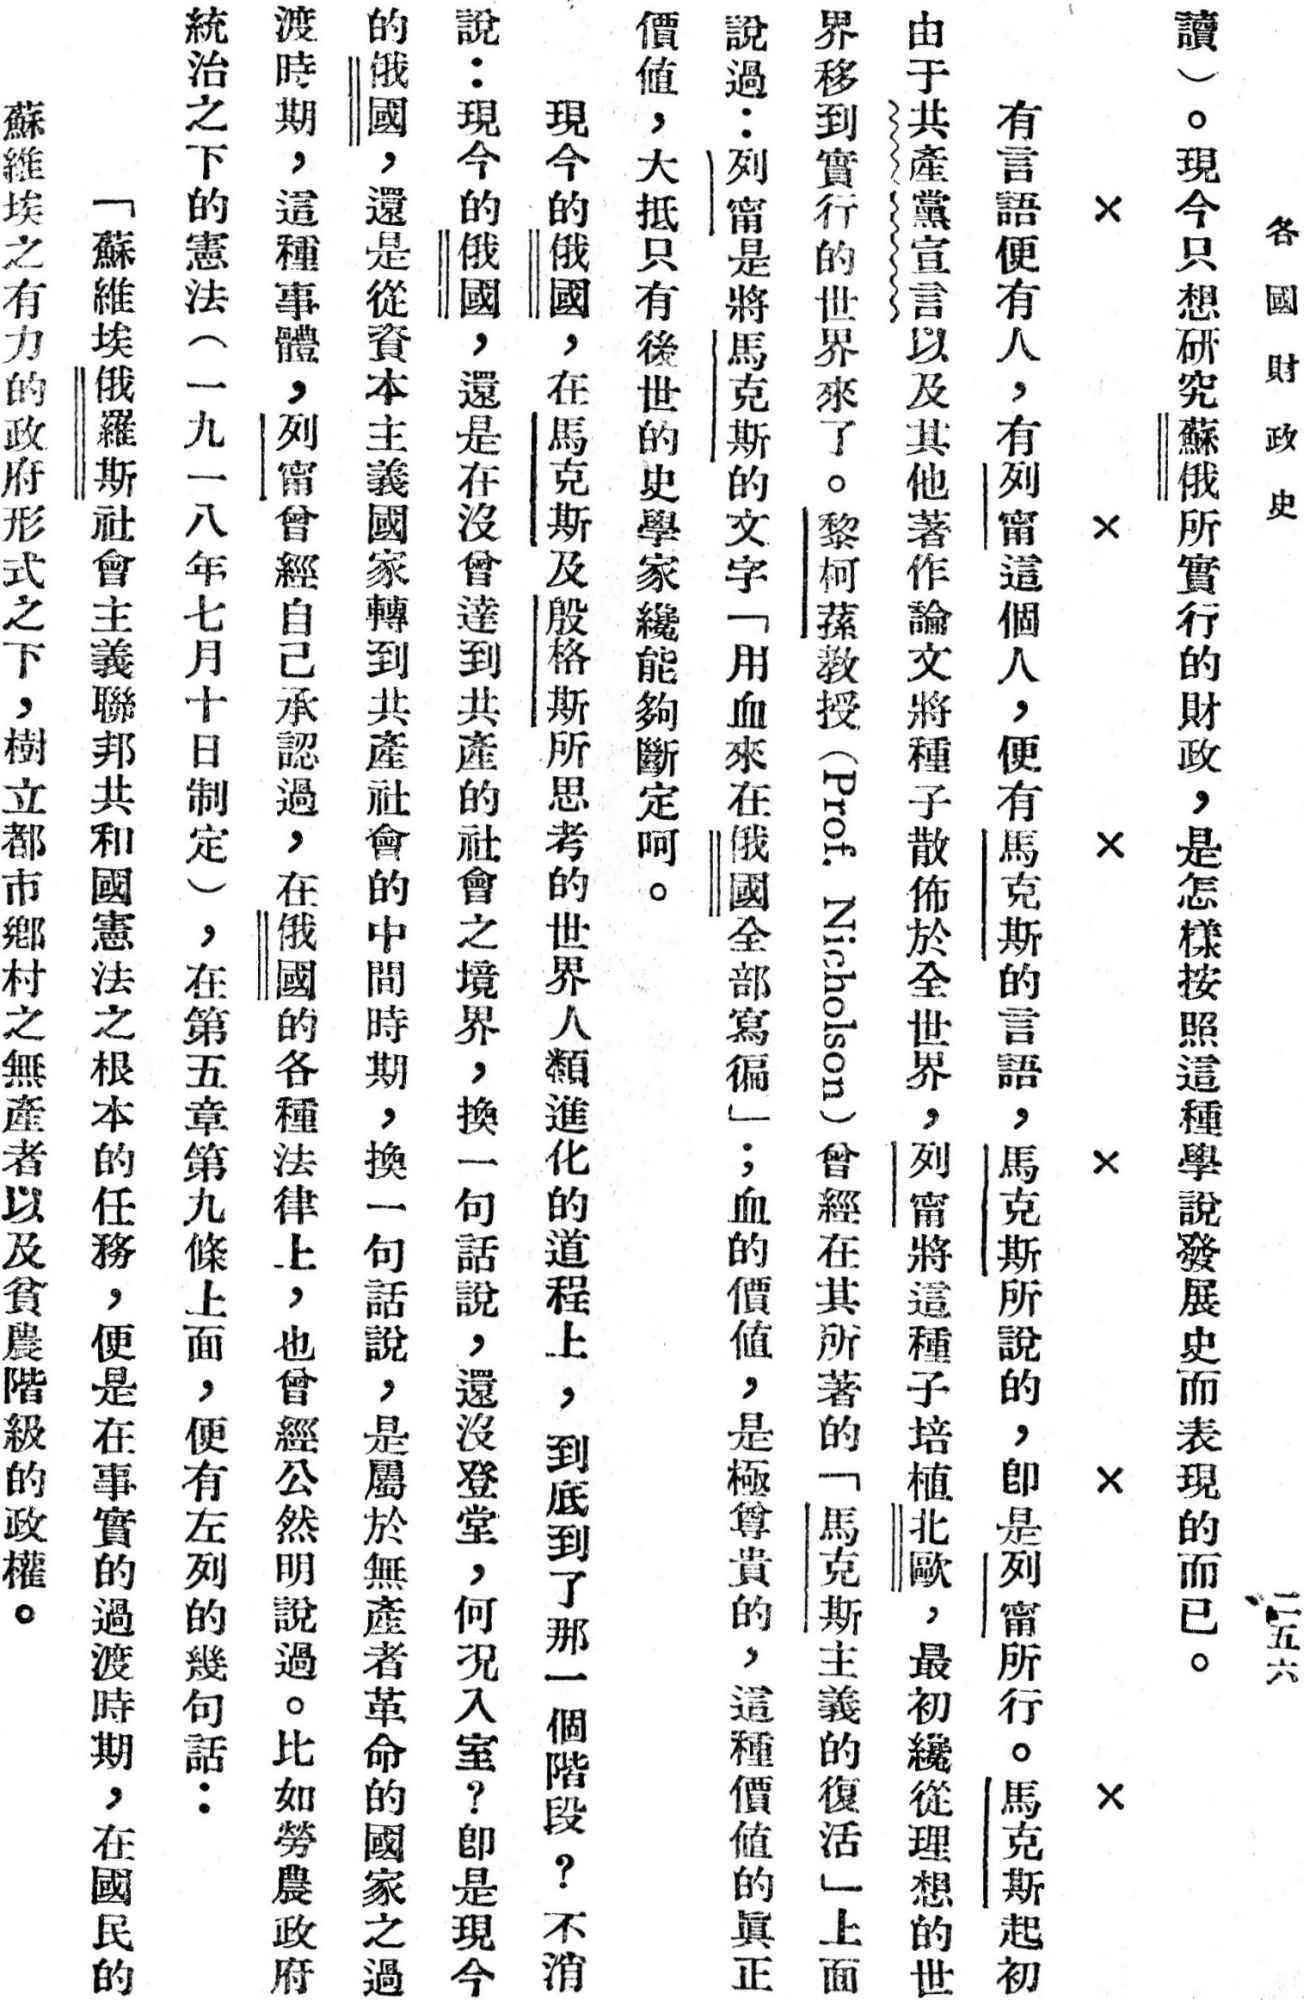 各國財政史
二五六
讀）。現今只想研究蘇俄所實行的財政，是怎樣按照這種學說發展史而表現的而已。
× × × × × ×
有言語便有人，有列甯這個人，便有馬克斯的言語，馬克斯所說的，卽是列甯所行。馬克斯起初
由于共產黨宣言以及其他著作論文將種子散佈於全世界，列甯將這種子培植北歐，最初纔從理想的世
界移到實行的世界來了。黎柯蓀教授（Prof. Nicholson）曾經在其所著的「馬克斯主義的復活」上面
說過：列甯是將馬克斯的文字「用血來在俄國全部寫徧」；血的價値，是極尊貴的，這種價値的眞正
價値，大抵只有後世的史學家纔能夠斷定呵。
現今的俄國，在馬克斯及殷格斯所思考的世界人類進化的道程上，到底到了那一個階段？不消
說：現今的俄國，還是在沒曾達到共產的社會之境界，換一句話說，還沒登堂，何況入室？卽是現今
的俄國，還是從資本主義國家轉到共產社會的中間時期，換一句話說，是屬於無產者革命的國家之過
渡時期，這種事體，列甯曾經自己承認過，在俄國的各種法律上，也曾經公然明說過。比如勞農政府
統治之下的憲法（一九一八年七月十日制定），在第五章第九條上面，便有左列的幾句話：
「蘇維埃俄羅斯社會主義聯邦共和國憲法之根本的任務，便是在事實的過渡時期，在國民的
蘇維埃之有力的政府形式之下，樹立都市鄉村之無產者以及貧農階級的政權。